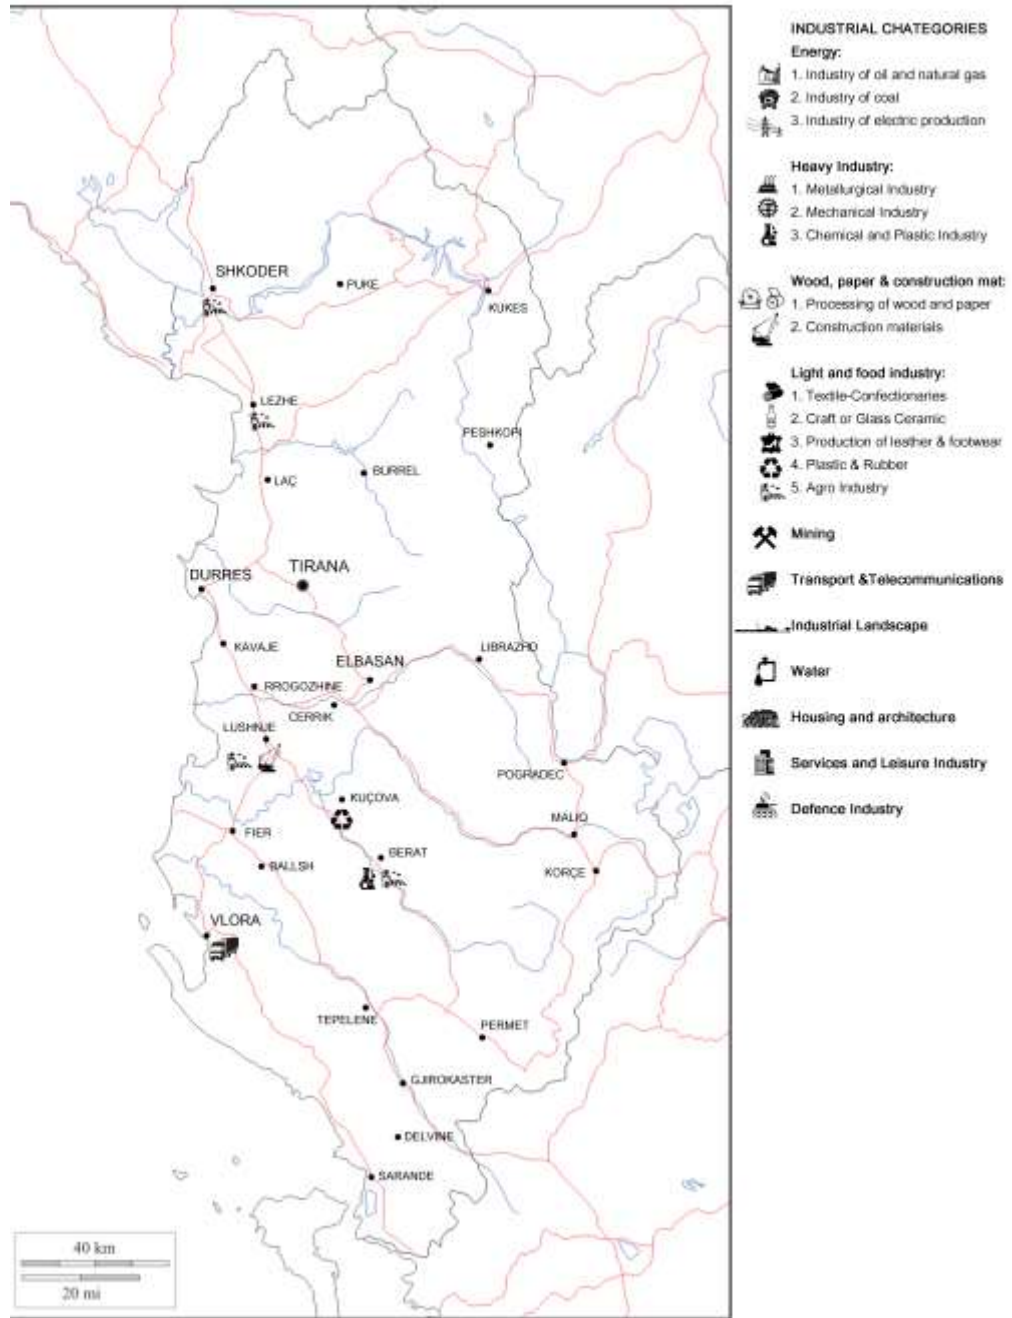 INDUSTRIAL CHATEGORIES
Energy:
1. Industry of oil and natural gas
2. Industry of coal
3. Industry of electric production
Heavy Industry:
1. Metallurgical Industry
2. Mechanical Industry
3. Chemical and Plastic Industry
Wood, paper & construction mat:
1. Processing of wood and paper
2. Construction materials
Light and food industry:
1. Textile-Confectionaries
2. Craft or Glass Ceramic
3. Production of leather & footwear
4. Plastic & Rubber
5. Agro Industry
Mining
Transport &Telecommunications
Industrial Landscape
Water
Housing and architecture
Services and Leisure Industry
Defence Industry
SHKODER
PUKE
KUKES
LEZHE
PESHKOPI
BURREL
LAÇ
TIRANA
DURRES
KAVAJE
LIBRAZHD
ELBASAN
RROGOZHINE
CERRIK
LUSHNJE
POGRADEC
KUÇOVA
MALIQ
FIER
BERAT
BALLSH
KORÇE
VLORA
TEPELENE
PERMET
GJIROKASTER
DELVINE
SARANDE
40 km
20 mi